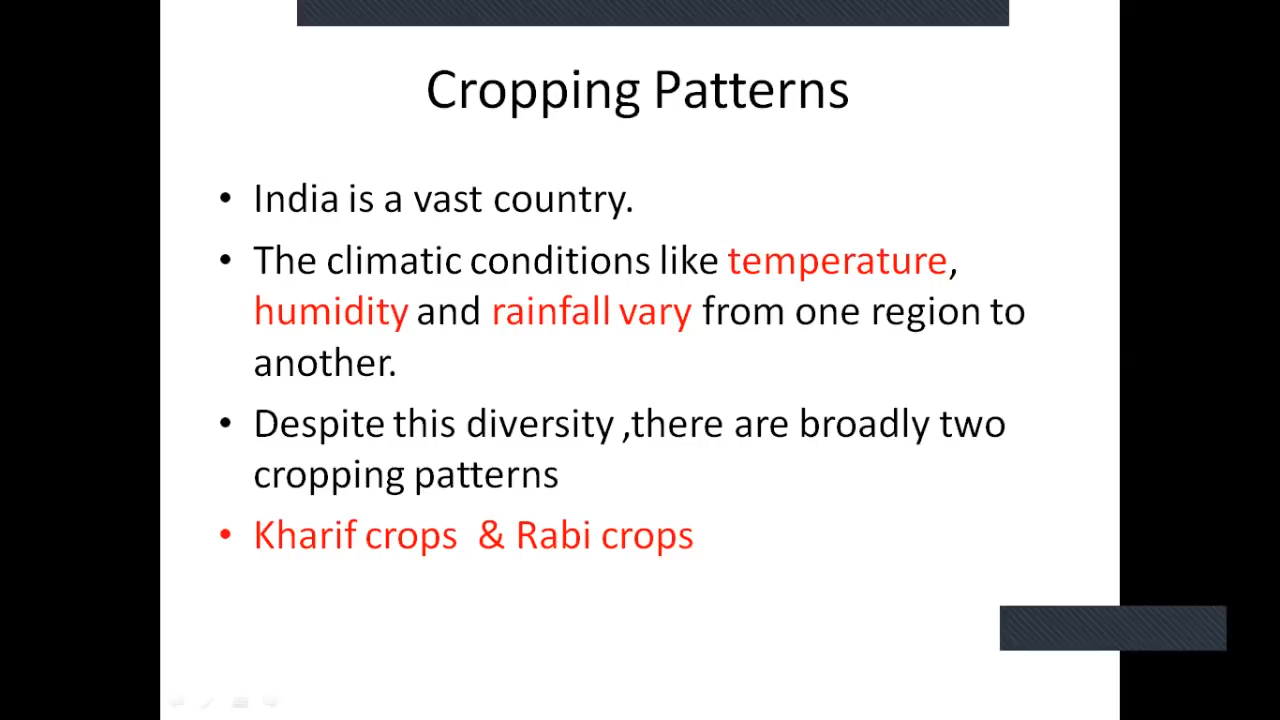 Cropping Patterns
• India is a vast country.
• The climatic conditions like temperature,
humidity and rainfall vary from one region to
another.
• Despite this diversity ,there are broadly two
cropping patterns
• Kharif crops & Rabi crops